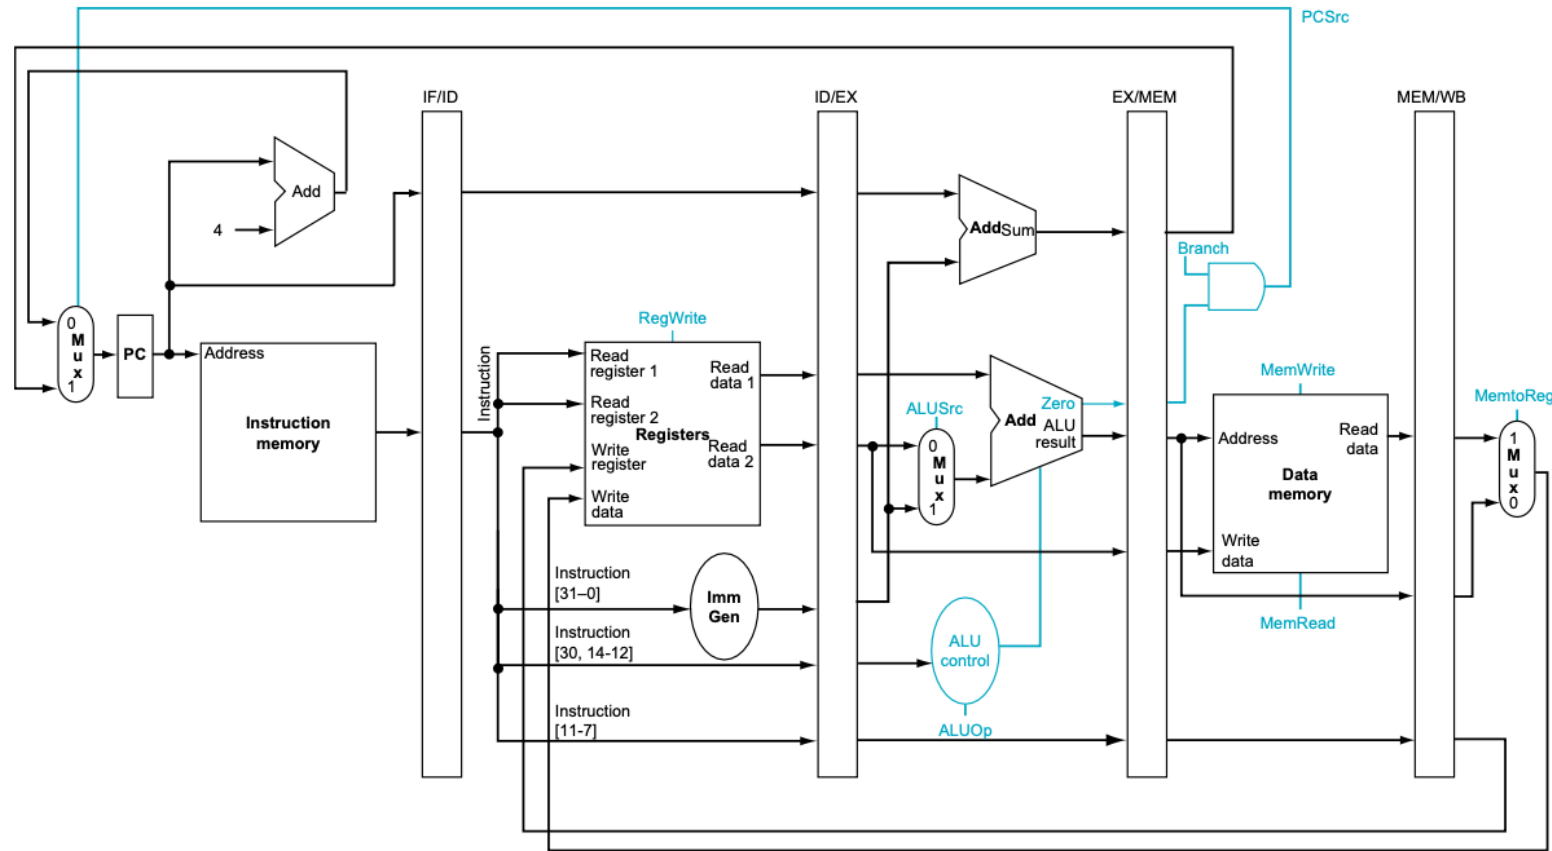 PCSrc
IF/ID
ID/EX
EX/MEM
MEM/WB
Add
4
0
M
u
x
1
PC
Address
Instruction
memory
Instruction
RegWrite
Read
register 1
Read
register 2
Write
register
Write
data
Registers
Read
data 1
Read
data 2
Instruction
[31–0]
Imm
Gen
Instruction
[30, 14-12]
Instruction
[11-7]
AddSum
ALUSrc
0
M
u
x
1
Add
Zero
ALU
result
ALU
control
ALUOp
Branch
MemWrite
Address
Read
data
Data
memory
Write
data
MemRead
MemtoReg
1
M
u
x
0